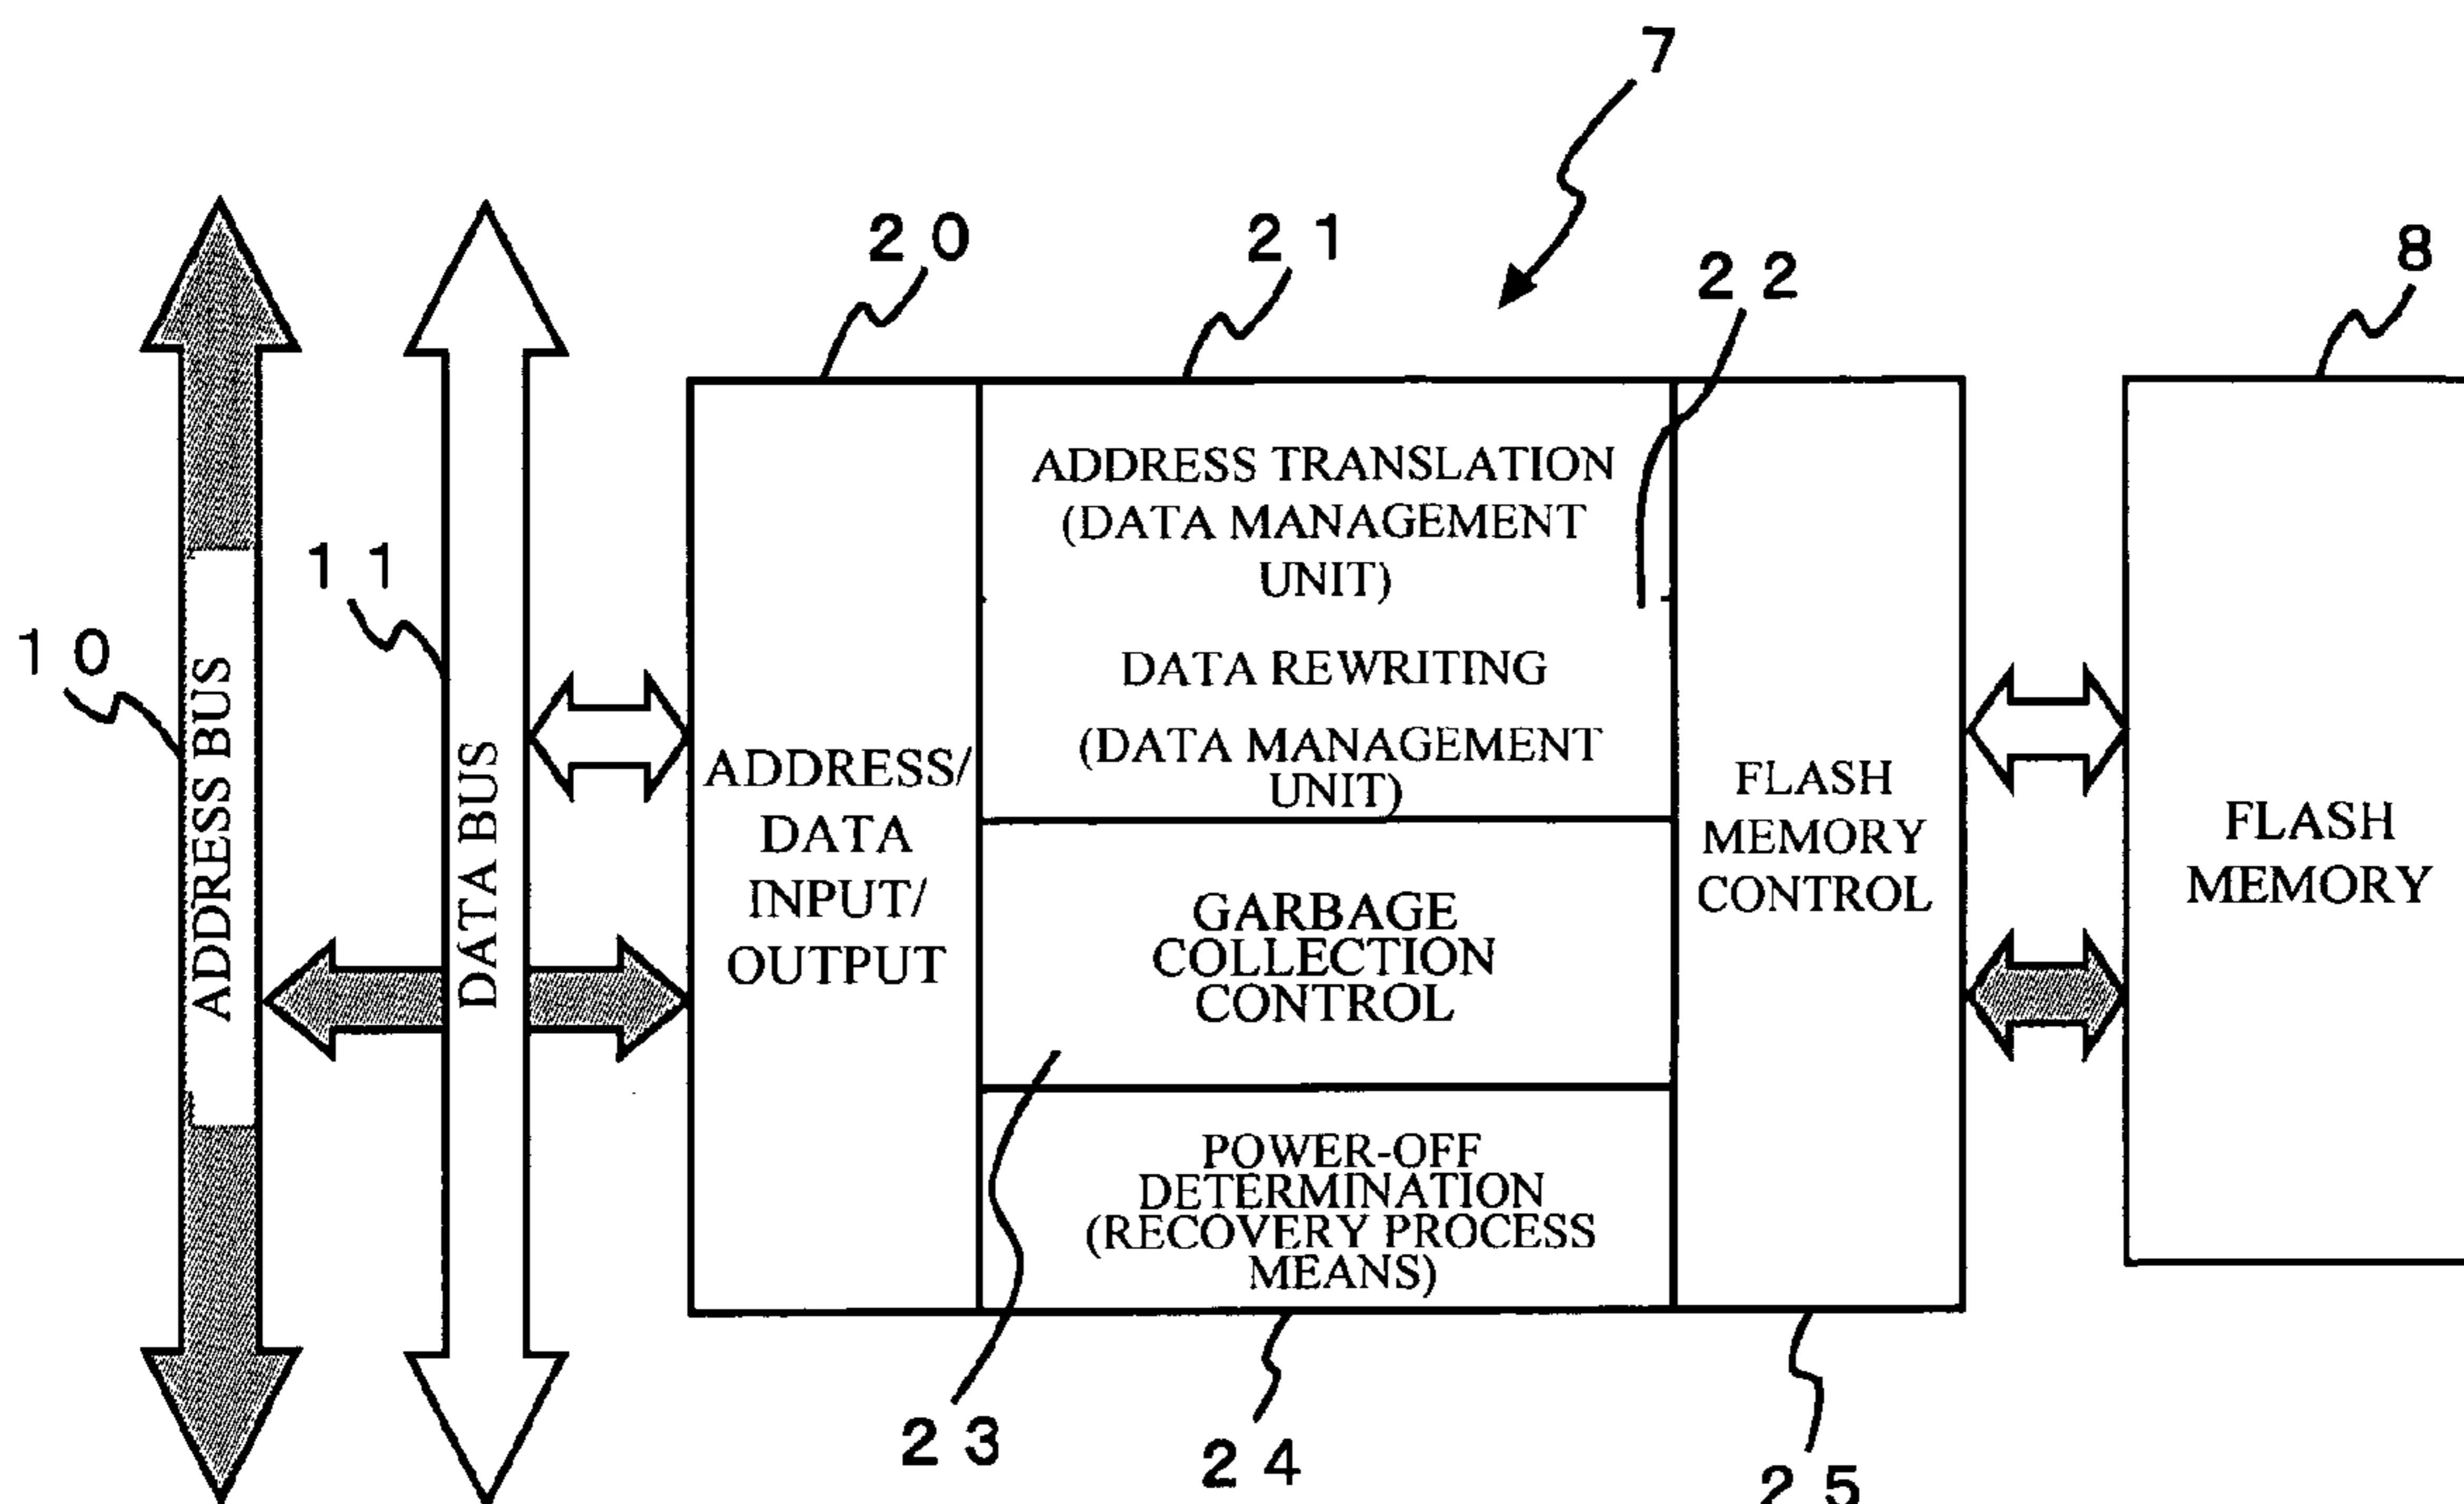 7
20
21
22
8
11
10
ADDRESS BUS
DATA BUS
ADDRESS/
DATA
INPUT/
OUTPUT
ADDRESS TRANSLATION
(DATA MANAGEMENT
UNIT)
DATA REWRITING
(DATA MANAGEMENT
UNIT)
GARBAGE
COLLECTION
CONTROL
POWER-OFF
DETERMINATION
(RECOVERY PROCESS
MEANS)
FLASH
MEMORY
CONTROL
FLASH
MEMORY
23
24
25